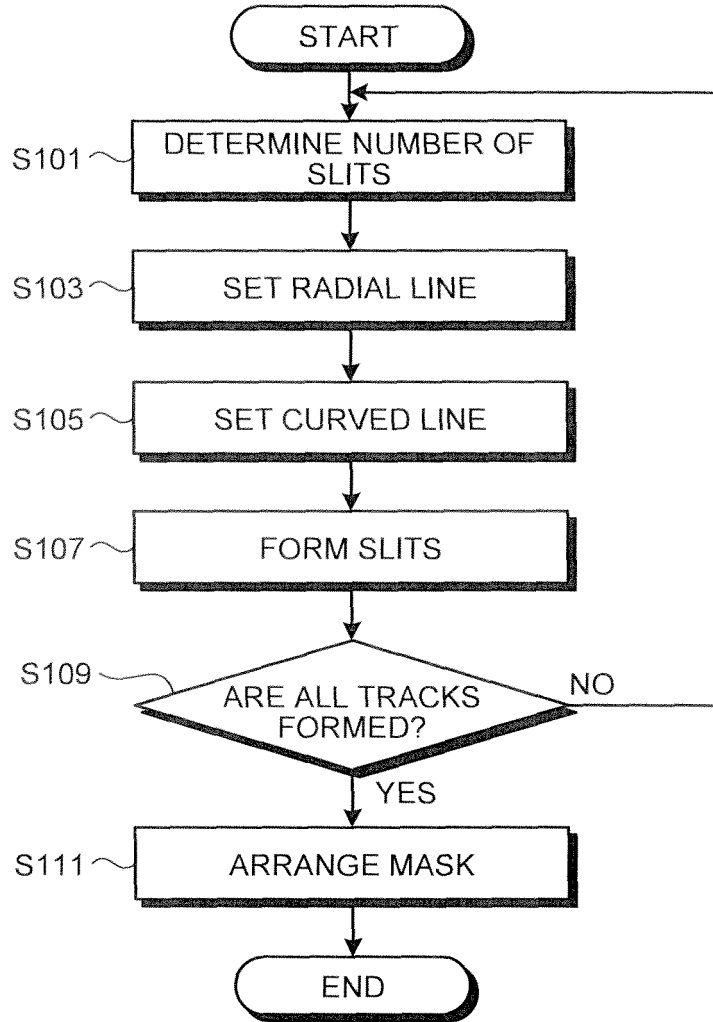 START
S101
DETERMINE NUMBER OF
SLITS
S103
SET RADIAL LINE
S105
SET CURVED LINE
S107
FORM SLITS
S109
ARE ALL TRACKS
FORMED?
NO
YES
S111
ARRANGE MASK
END